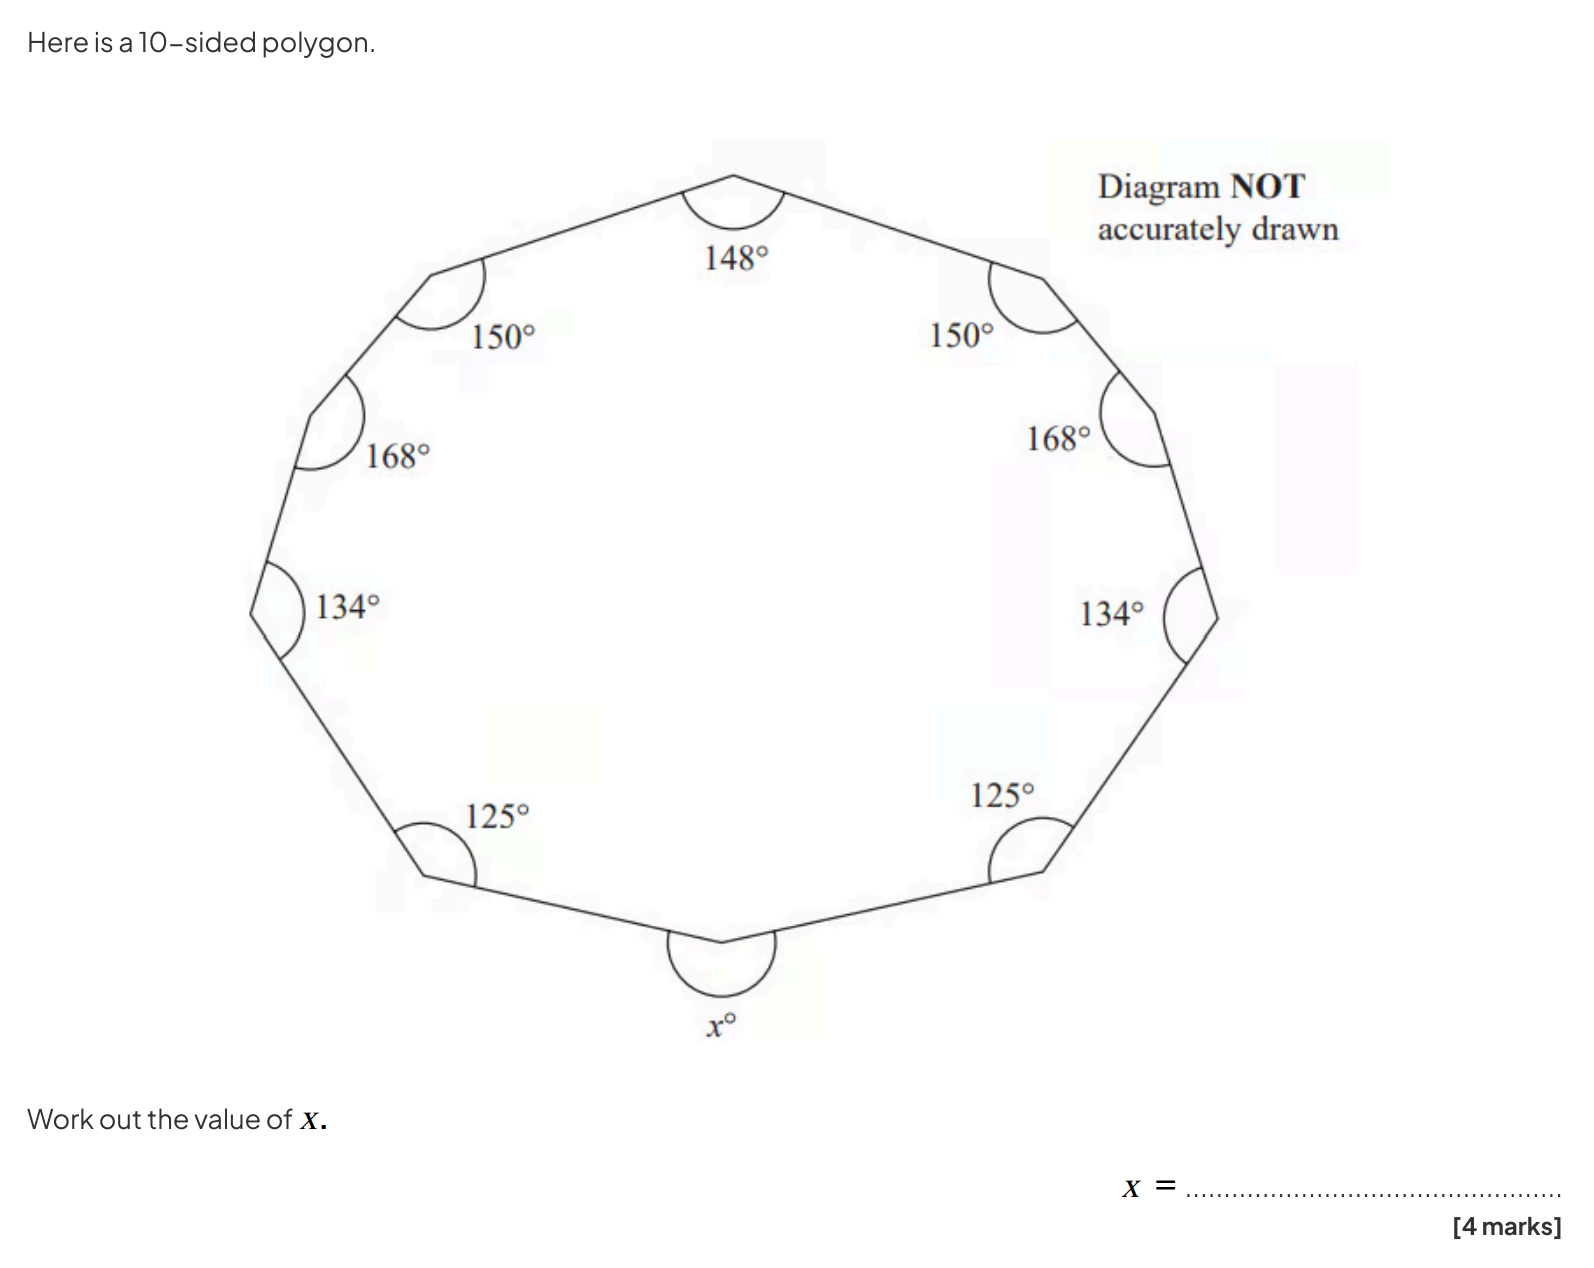 Here is a 10–sided polygon.
Diagram NOT
accurately drawn
148°
150°
150°
168°
168°
134°
134°
125°
125°
x°
Work out the value of x.
x = ................................................
[4 marks]